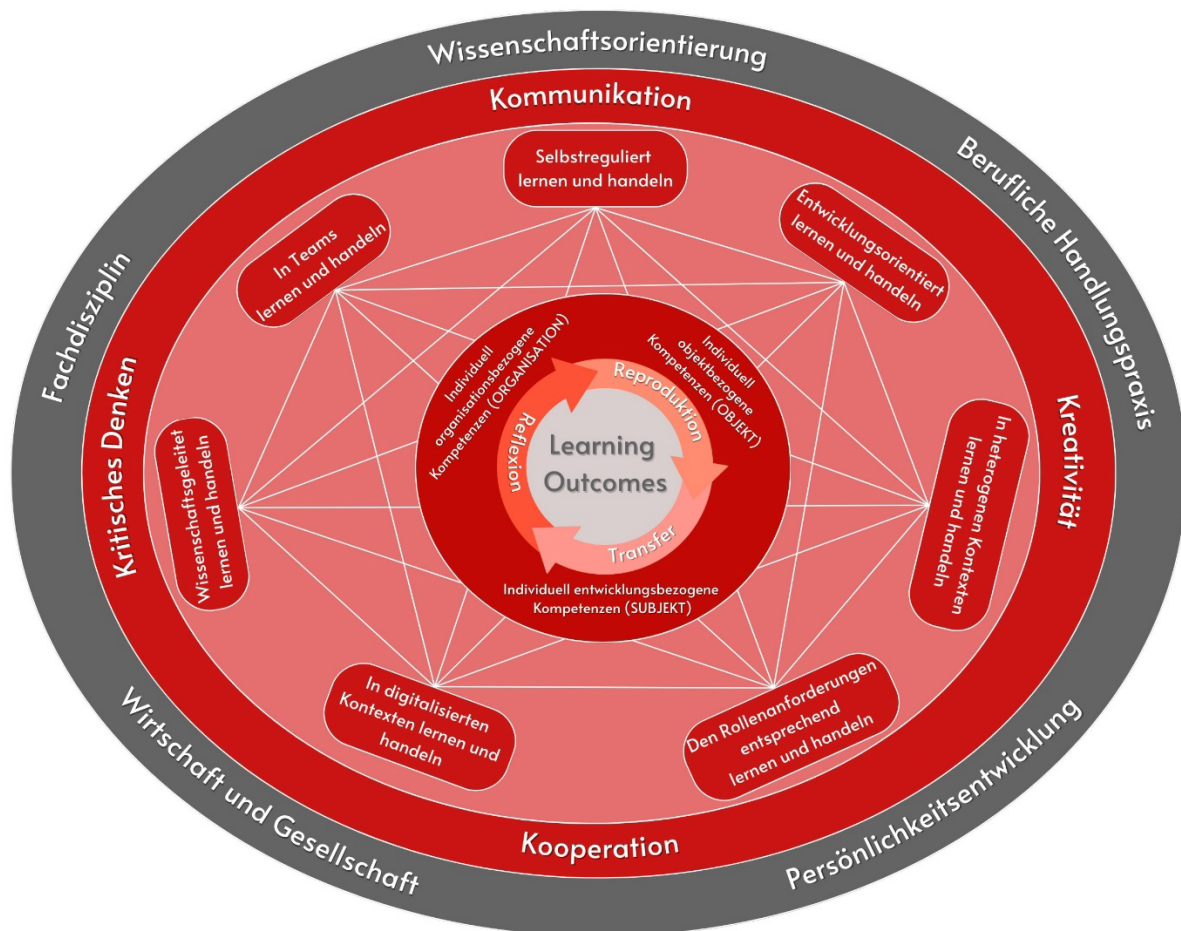 Wissenschaftsorientierung
Kommunikation
Berufliche Handlungspraxis
Fachdisziplin
Selbstreguliert
lernen und handeln
In Teams
lernen und handeln
Entwicklungsorientiert
lernen und handeln
Kritisches Denken
Kreativität
Individuell
organisationsbezogene
Kompetenzen (ORGANISATION)
Individuell
objektbezogene
Kompetenzen (OBJEKT)
Reproduktion
Reflexion
Learning
Outcomes
Transfer
Individuell entwicklungsbezogene
Kompetenzen (SUBJEKT)
Wissenschaftsgeleitet
lernen und handeln
In heterogenen Kontexten
lernen und handeln
In digitalisierten
Kontexten lernen und
handeln
Den Rollenanforderungen
entsprechend
lernen und handeln
Kooperation
Wirtschaft und Gesellschaft
Persönlichkeitsentwicklung